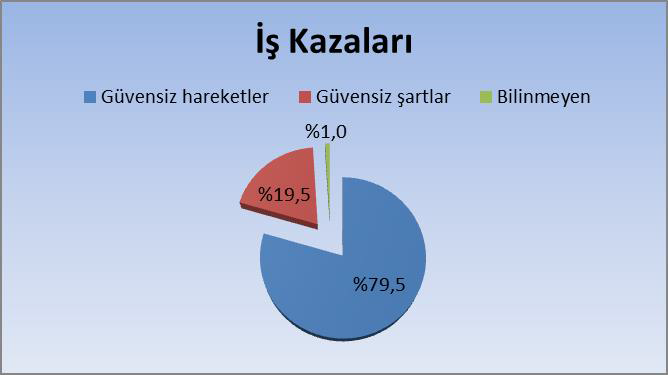 İş Kazaları
Güvensiz hareketler Güvensiz şartlar Bilinmeyen
%1,0
%19,5
%79,5